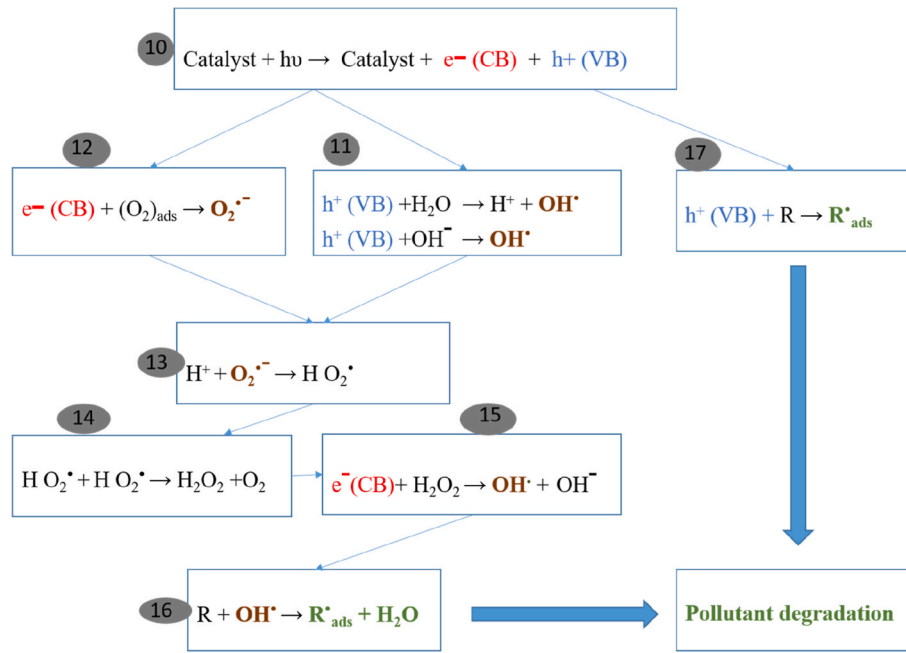 10
Catalyst + hυ → Catalyst + e− (CB) + h+ (VB)
12
e− (CB) + (O₂)ads → O₂•−
11
h⁺ (VB) +H₂O → H⁺ + OH•
h⁺ (VB) +OH⁻ → OH•
17
h⁺ (VB) + R → R•ads
13
H⁺ + O₂•− → H O₂•
14
H O₂• + H O₂• → H₂O₂ +O₂
15
e⁻(CB)+ H₂O₂ → OH· + OH⁻
16
R + OH• → R•ads + H₂O
Pollutant degradation